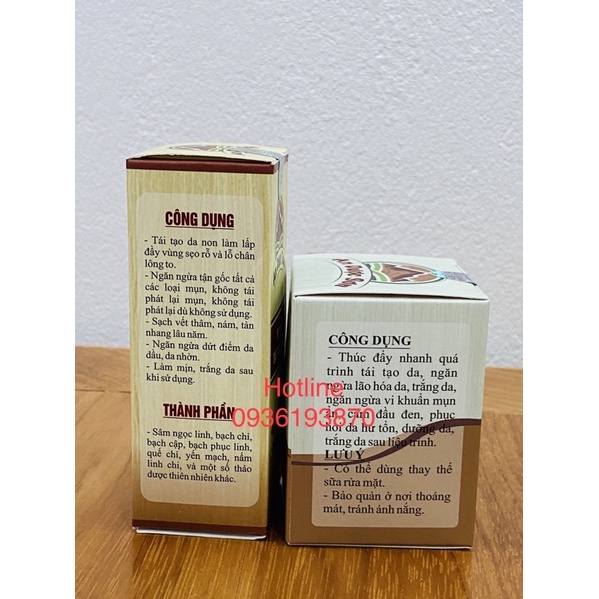 CÔNG DỤNG
- Tái tạo da non làm lấp
đầy vùng sẹo rỗ và lỗ chân
lông to.
- Ngăn ngừa tận gốc tất cả
các loại mụn, không tái
phát lại mụn, không tái
phát lại dù không sử dụng.
- Sạch vết thâm, nám, tàn
nhang lâu năm.
- Ngăn ngừa dứt điểm da
dầu, da nhờn.
- Làm mịn, trắng da sau
khi sử dụng.
THÀNH PHẦN
- Sâm ngọc linh, bạch chỉ,
bạch cập, bạch phục linh,
quế chi, yến mạch, nấm
linh chi, và một số thảo
dược thiên nhiên khác.
CÔNG DỤNG
- Thúc đẩy nhanh quá
trình tái tạo da, ngăn
ngừa lão hóa da, trắng da,
ngăn ngừa vi khuẩn mụn
ẩn, cám, đầu đen, phục
hồi da hư tổn, dưỡng da,
trắng da sau liệu trình.
LƯU Ý
- Có thể dùng thay thế
sữa rửa mặt.
- Bảo quản ở nơi thoáng
mát, tránh ánh nắng.
Hotline
0936193870